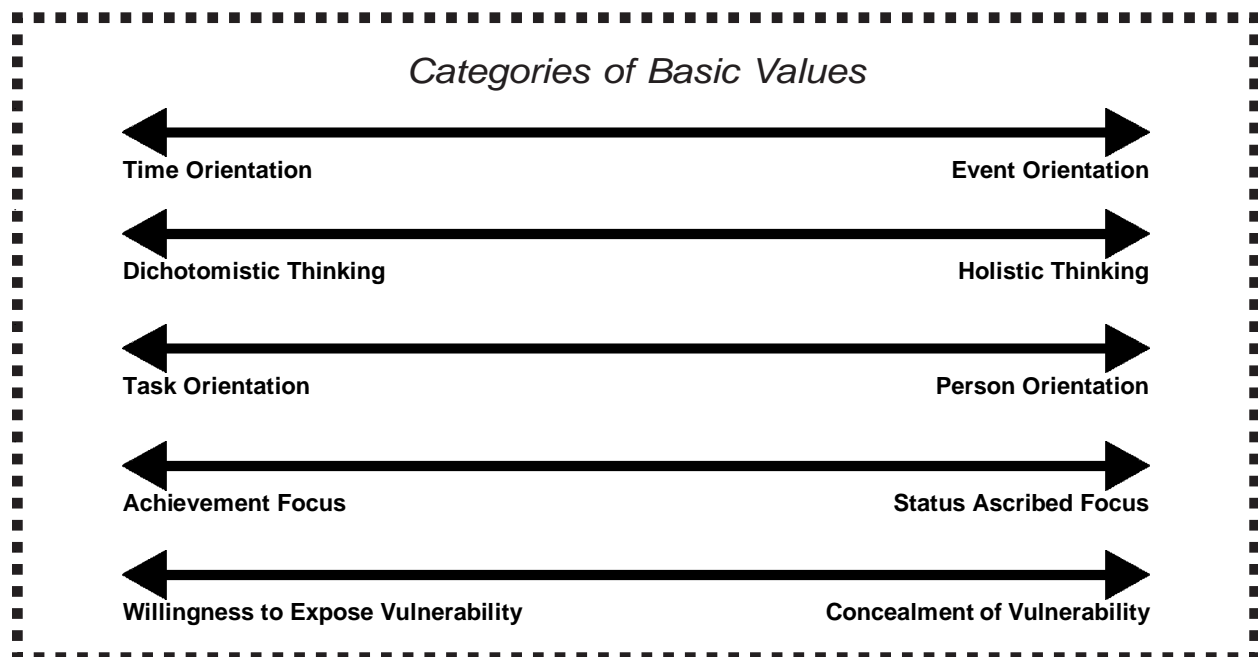 Categories of Basic Values
Time Orientation Event Orientation
Dichotomistic Thinking Holistic Thinking
Task Orientation Person Orientation
Achievement Focus Status Ascribed Focus
Willingness to Expose Vulnerability Concealment of Vulnerability